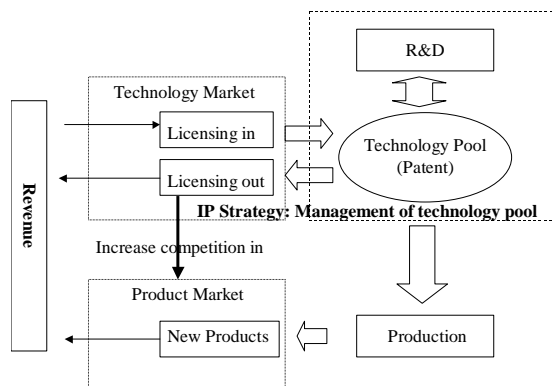 R&D
Technology Market
Licensing in
Technology Pool
(Patent)
Licensing out
Revenue
IP Strategy: Management of technology pool
Increase competition in
Product Market
New Products
Production